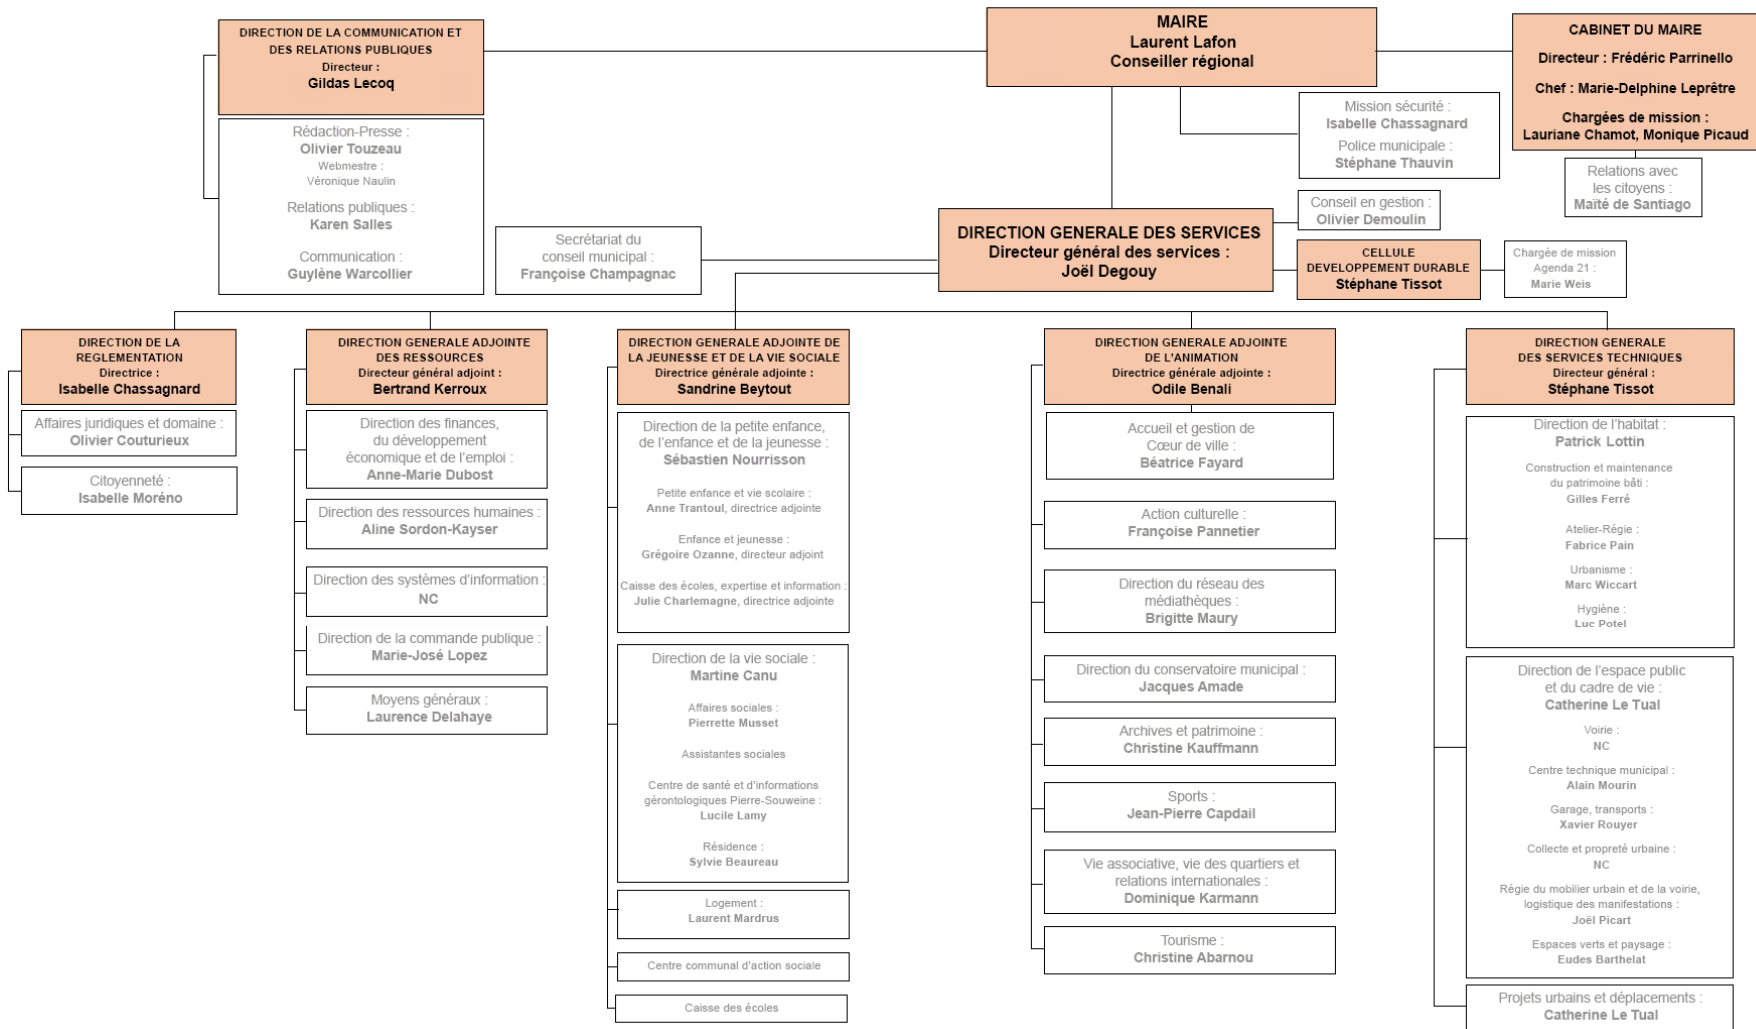 DIRECTION DE LA COMMUNICATION ET
DES RELATIONS PUBLIQUES
Directeur :
Gildas Lecoq
Rédaction-Presse :
Olivier Touzeau
Webmestre :
Véronique Naulin
Relations publiques :
Karen Salles
Communication :
Guylène Warcollier
MAIRE
Laurent Lafon
Conseiller régional
CABINET DU MAIRE
Directeur : Frédéric Parrinello
Chef : Marie-Delphine Leprêtre
Chargées de mission :
Lauriane Chamot, Monique Picaud
Relations avec
les citoyens :
Maïté de Santiago
Mission sécurité :
Isabelle Chassagnard
Police municipale :
Stéphane Thauvin
Conseil en gestion :
Olivier Demoulin
Secrétariat du
conseil municipal :
Françoise Champagnac
DIRECTION GENERALE DES SERVICES
Directeur général des services :
Joël Degouy
CELLULE
DEVELOPPEMENT DURABLE
Stéphane Tissot
Chargée de mission
Agenda 21 :
Marie Weis
DIRECTION DE LA
REGLEMENTATION
Directrice :
Isabelle Chassagnard
Affaires juridiques et domaine :
Olivier Couturieux
Citoyenneté :
Isabelle Moréno
DIRECTION GENERALE ADJOINTE
DES RESSOURCES
Directeur général adjoint :
Bertrand Kerroux
Direction des finances,
du développement
économique et de l'emploi :
Anne-Marie Dubost
Direction des ressources humaines :
Aline Sordon-Kayser
Direction des systèmes d'information :
NC
Direction de la commande publique :
Marie-José Lopez
Moyens généraux :
Laurence Delahaye
DIRECTION GENERALE ADJOINTE DE
LA JEUNESSE ET DE LA VIE SOCIALE
Directrice générale adjointe :
Sandrine Beytout
Direction de la petite enfance,
de l'enfance et de la jeunesse :
Sébastien Nourrisson
Petite enfance et vie scolaire :
Anne Trantoul, directrice adjointe
Enfance et jeunesse :
Grégoire Ozanne, directeur adjoint
Caisse des écoles, expertise et information :
Julie Charlemagne, directrice adjointe
Direction de la vie sociale :
Martine Canu
Affaires sociales :
Pierrette Musset
Assistantes sociales
Centre de santé et d'informations
gérontologiques Pierre-Souweine :
Lucile Lamy
Résidence :
Sylvie Beaureau
Logement :
Laurent Mardrus
Centre communal d'action sociale
Caisse des écoles
DIRECTION GENERALE ADJOINTE
DE L'ANIMATION
Directrice générale adjointe :
Odile Benali
Accueil et gestion de
Cœur de ville :
Béatrice Fayard
Action culturelle :
Françoise Pannetier
Direction du réseau des
médiathèques :
Brigitte Maury
Direction du conservatoire municipal :
Jacques Amade
Archives et patrimoine :
Christine Kauffmann
Sports :
Jean-Pierre Capdail
Vie associative, vie des quartiers et
relations internationales :
Dominique Karmann
Tourisme :
Christine Abarnou
DIRECTION GENERALE
DES SERVICES TECHNIQUES
Directeur général :
Stéphane Tissot
Direction de l'habitat :
Patrick Lottin
Construction et maintenance
du patrimoine bâti :
Gilles Ferré
Atelier-Régie :
Fabrice Pain
Urbanisme :
Marc Wiccart
Hygiène :
Luc Potel
Direction de l'espace public
et du cadre de vie :
Catherine Le Tual
Voirie :
NC
Centre technique municipal :
Alain Mourin
Garage, transports :
Xavier Rouyer
Collecte et propreté urbaine :
NC
Régie du mobilier urbain et de la voirie,
logistique des manifestations :
Joël Picart
Espaces verts et paysage :
Eudes Barthelat
Projets urbains et déplacements :
Catherine Le Tual